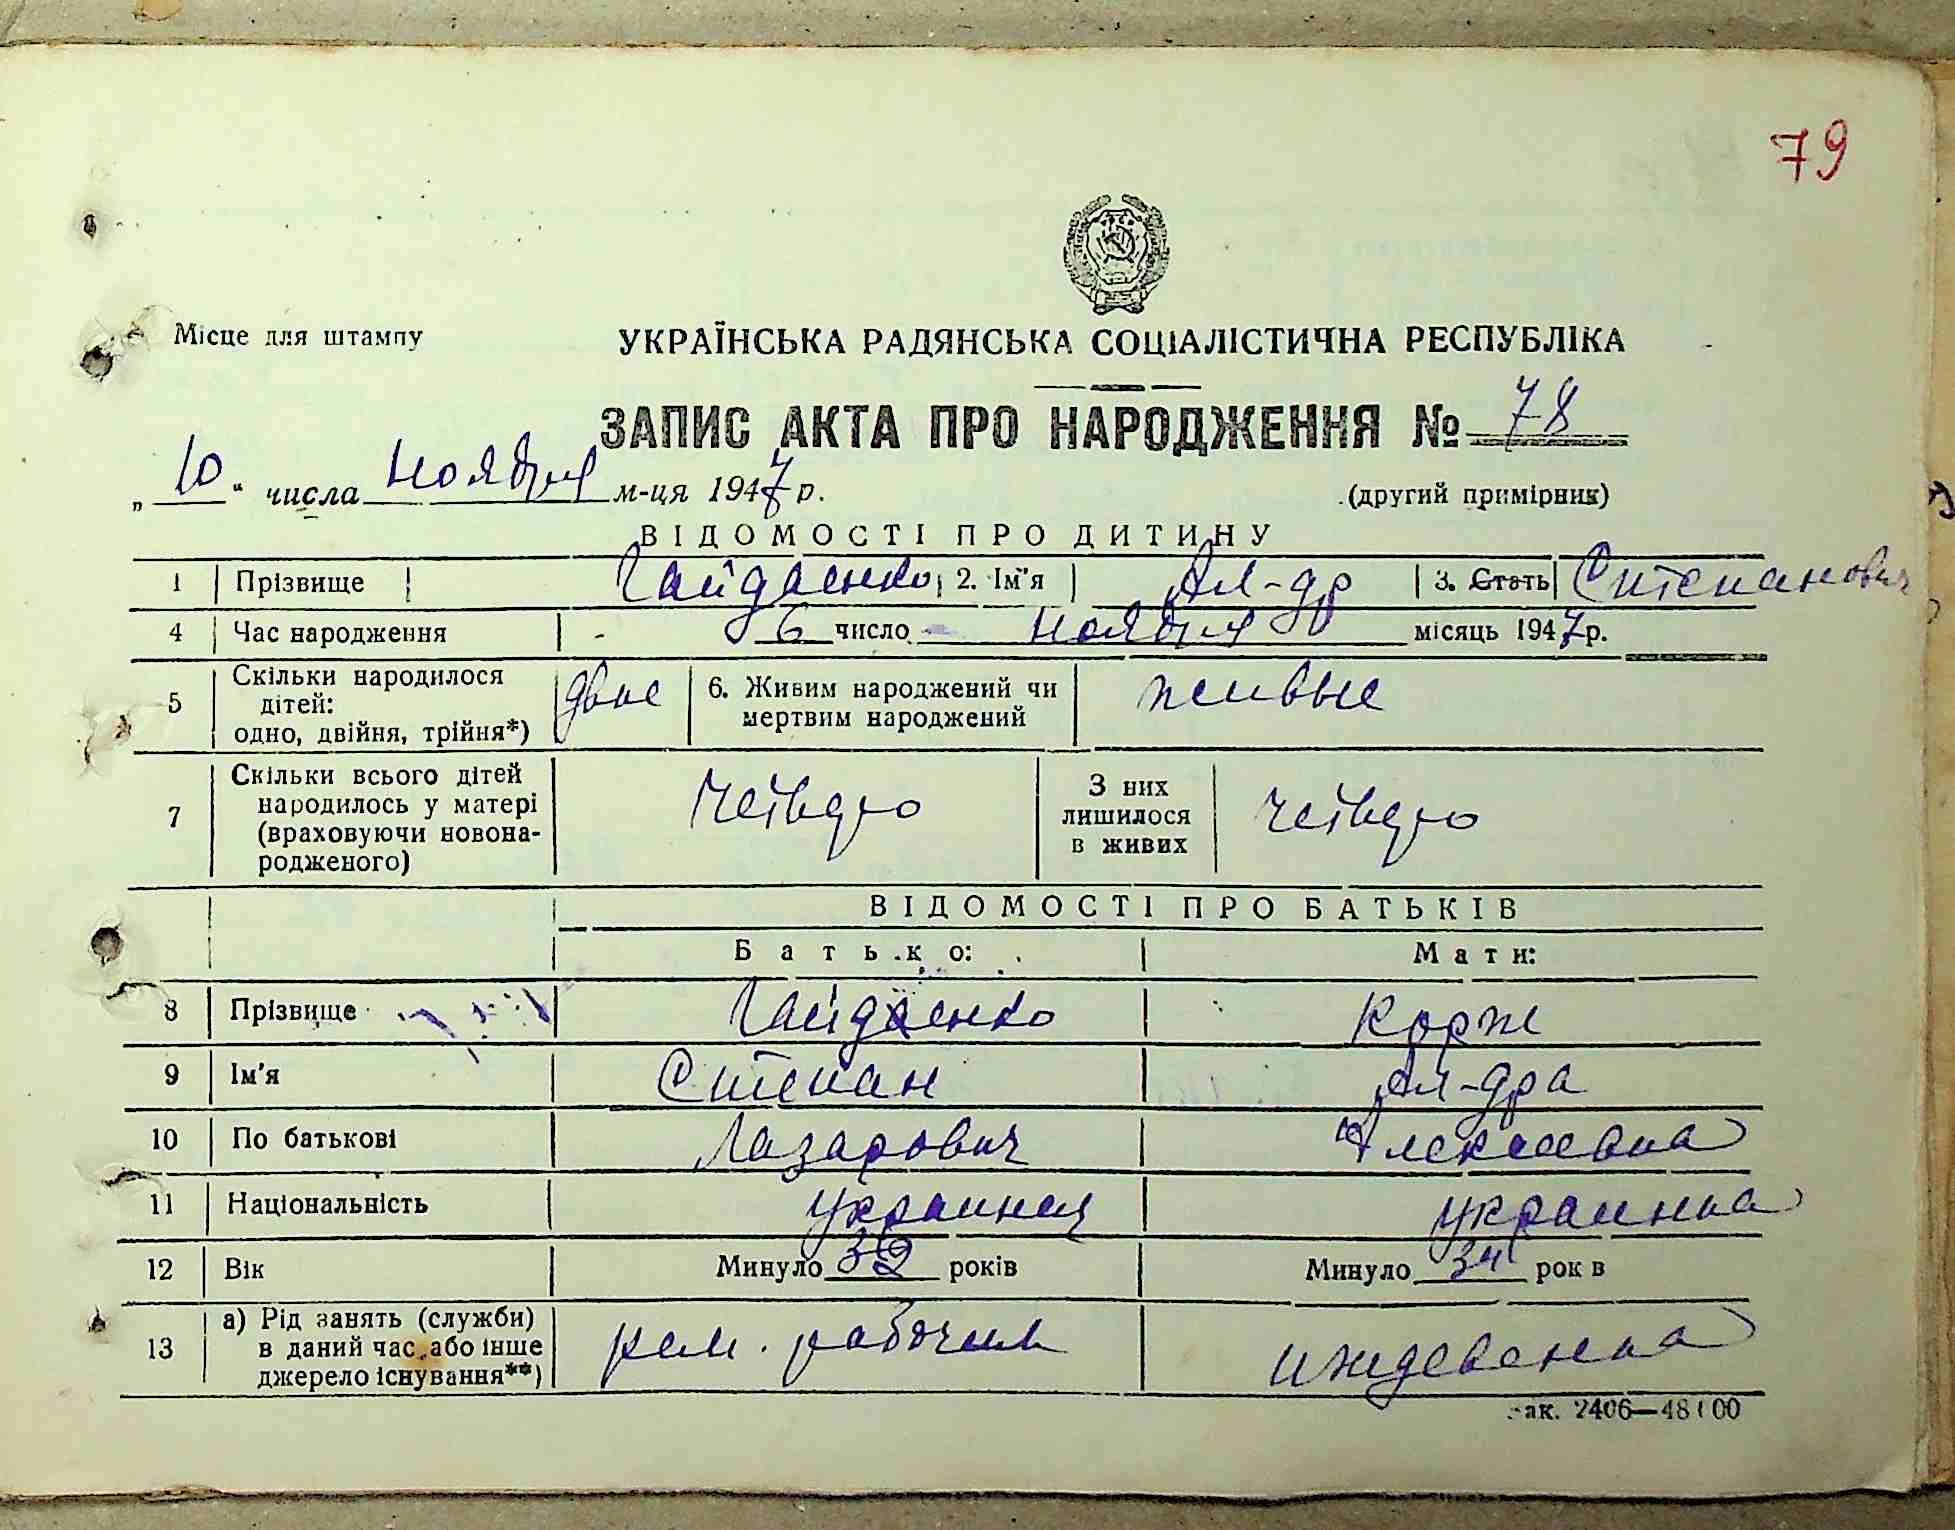 79
Місце для штампу
УКРАЇНСЬКА РАДЯНСЬКА СОЦІАЛІСТИЧНА РЕСПУБЛІКА
ЗАПИС АКТА ПРО НАРОДЖЕННЯ № 78
„10“ числа ноября м-ця 1947 р.
(другий примірник)
ВІДОМОСТІ ПРО ДИТИНУ
1 Прізвище Гайдаенко 2. Ім'я Ал-др 3. Стать Степанович
4 Час народження 6 число ноября місяць 1947 р.
5 Скільки народилося дітей: одно, двійня, трійня*) двое 6. Живим народжений чи мертвим народжений живые
7 Скільки всього дітей народилось у матері (враховуючи новонародженого) четверо З них лишилося в живих четверо
ВІДОМОСТІ ПРО БАТЬКІВ
Батько: Мати:
8 Прізвище Гайдаенко Корж
9 Ім'я Степан Ал-дра
10 По батькові Лазарович Алексеевна
11 Національність украинец украинка
12 Вік Минуло років Минуло 34 рок в
13 а) Рід занять (служби) в даний час, або інше джерело існування**) рем. рабочий иждевенка
зак. 2406—48100